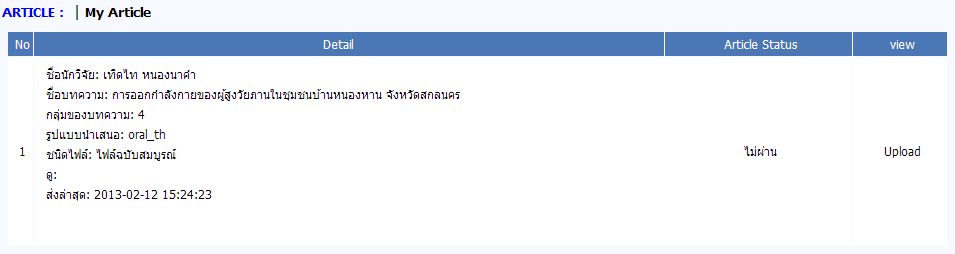 ARTICLE : | My Article
No Detail Article Status view
ชื่อนักวิจัย: เทิดไท หนองนาคำ
ชื่อบทความ: การออกกำลังกายของผู้สูงวัยภานในชุมชนบ้านหนองหาน จังหวัดสกลนคร
กลุ่มของบทความ: 4
รูปแบบนำเสนอ: oral_th
1 ชนิดไฟล์: ไฟล์ฉบับสมบูรณ์ ไม่ผ่าน Upload
ดู:
ส่งล่าสุด: 2013-02-12 15:24:23